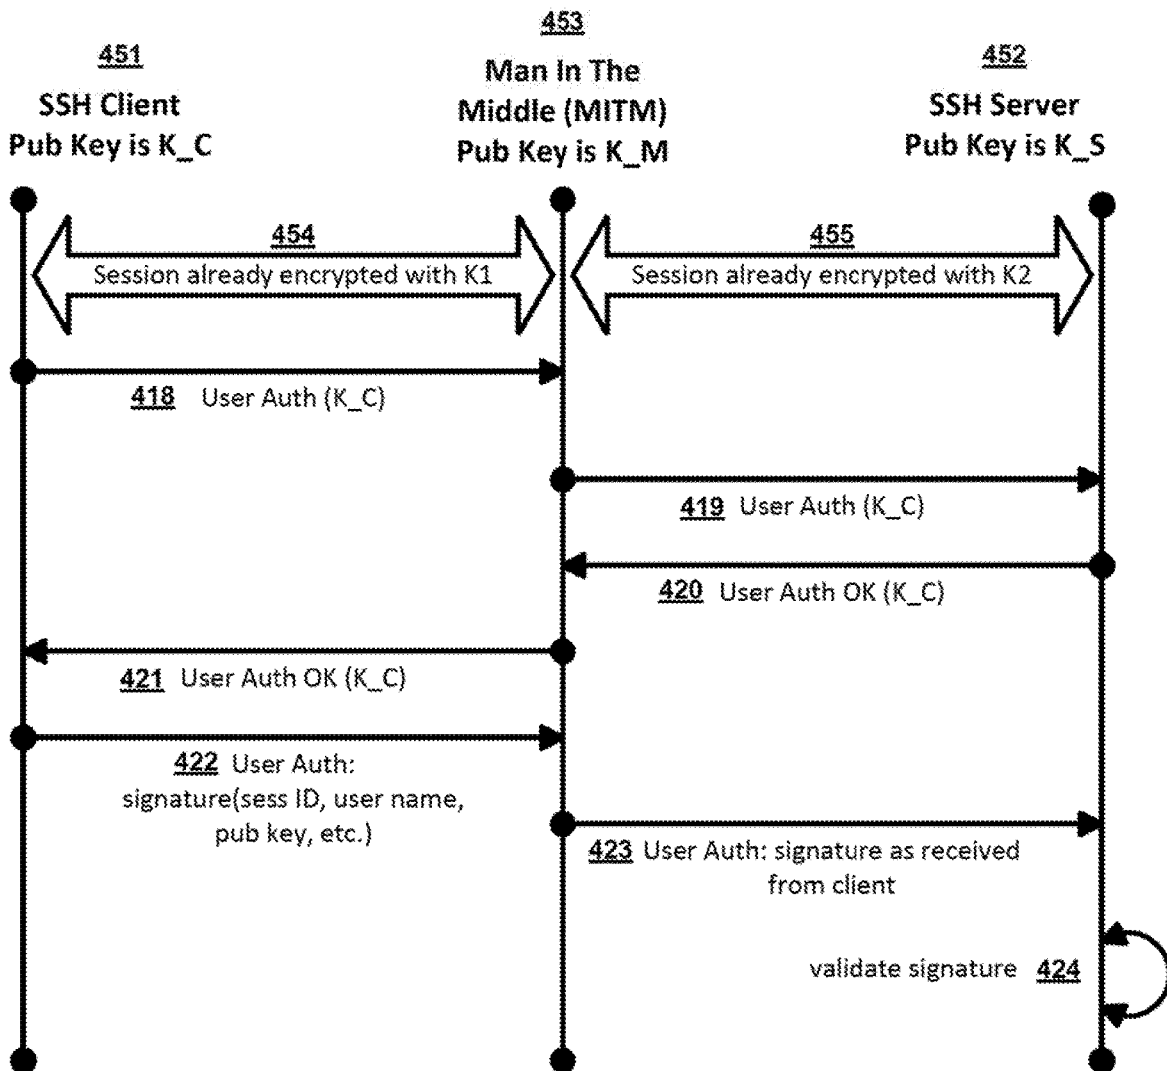 453
451
452
Man In The
Middle (MITM)
Pub Key is K_M
SSH Client
Pub Key is K_C
SSH Server
Pub Key is K_S
454
Session already encrypted with K1
455
Session already encrypted with K2
418 User Auth (K_C)
419 User Auth (K_C)
420 User Auth OK (K_C)
421 User Auth OK (K_C)
422 User Auth:
signature(sess ID, user name,
pub key, etc.)
423 User Auth: signature as received
from client
validate signature 424